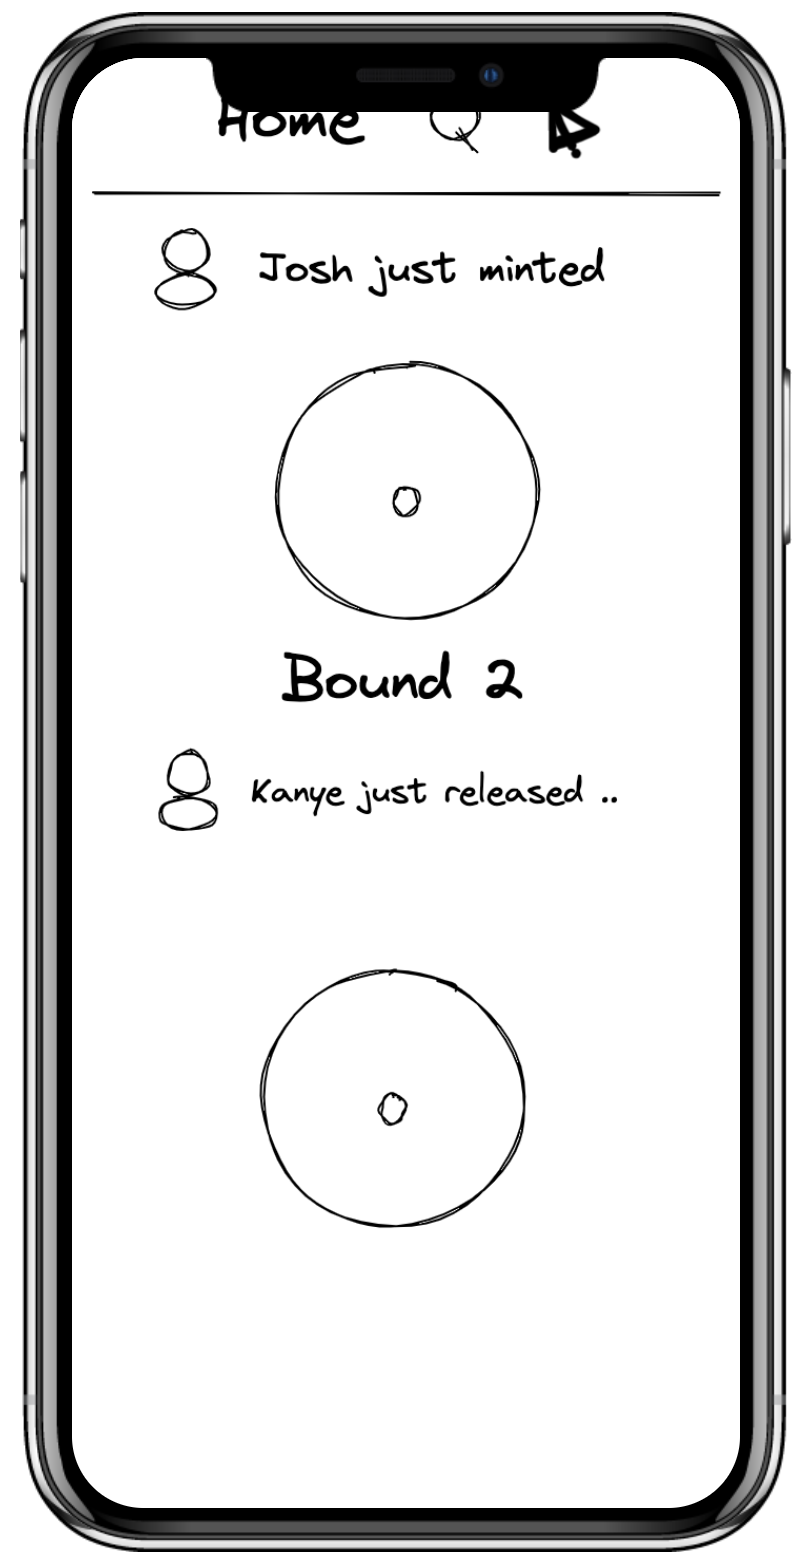 Home
Josh just minted
Bound 2
Kanye just released ..